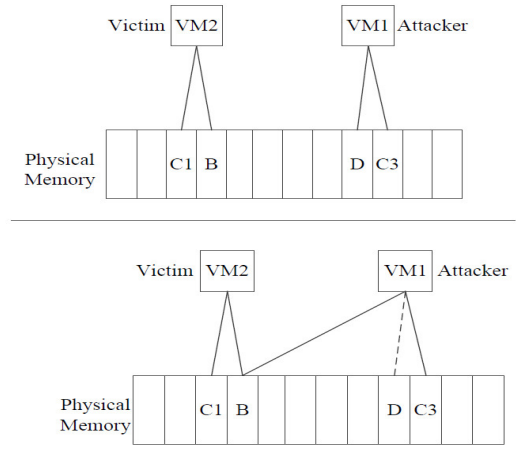 Victim VM2 VM1 Attacker
Physical C1 B D C3
Memory
Victim VM2 VM1 Attacker
Physical C1 B D C3
Memory